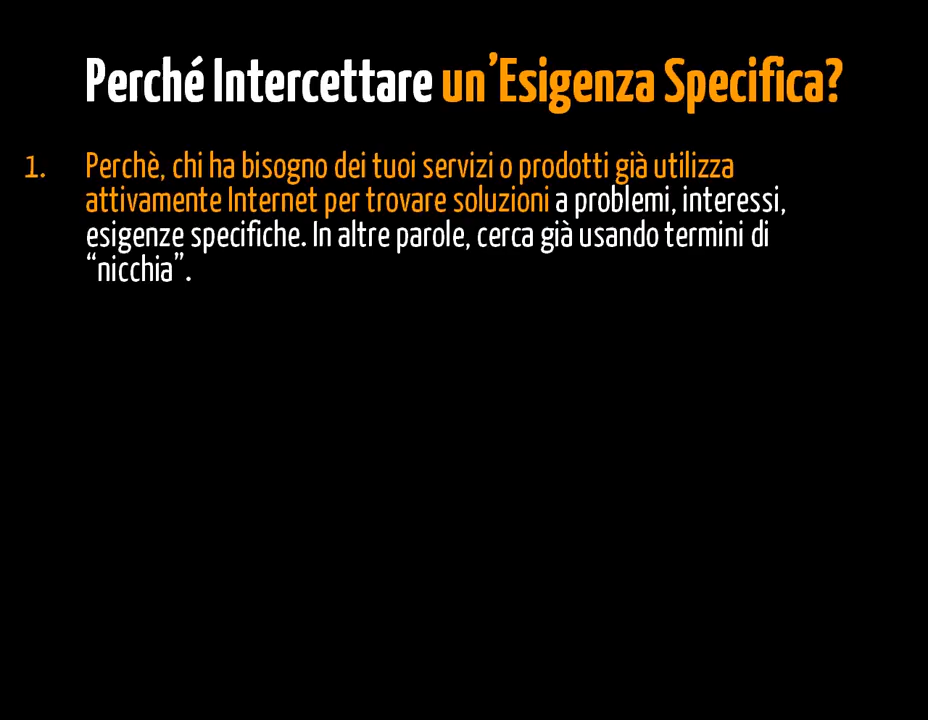 Perché Intercettare un’Esigenza Specifica?
1. Perchè, chi ha bisogno dei tuoi servizi o prodotti già utilizza
attivamente Internet per trovare soluzioni a problemi, interessi,
esigenze specifiche. In altre parole, cerca già usando termini di
“nicchia”.